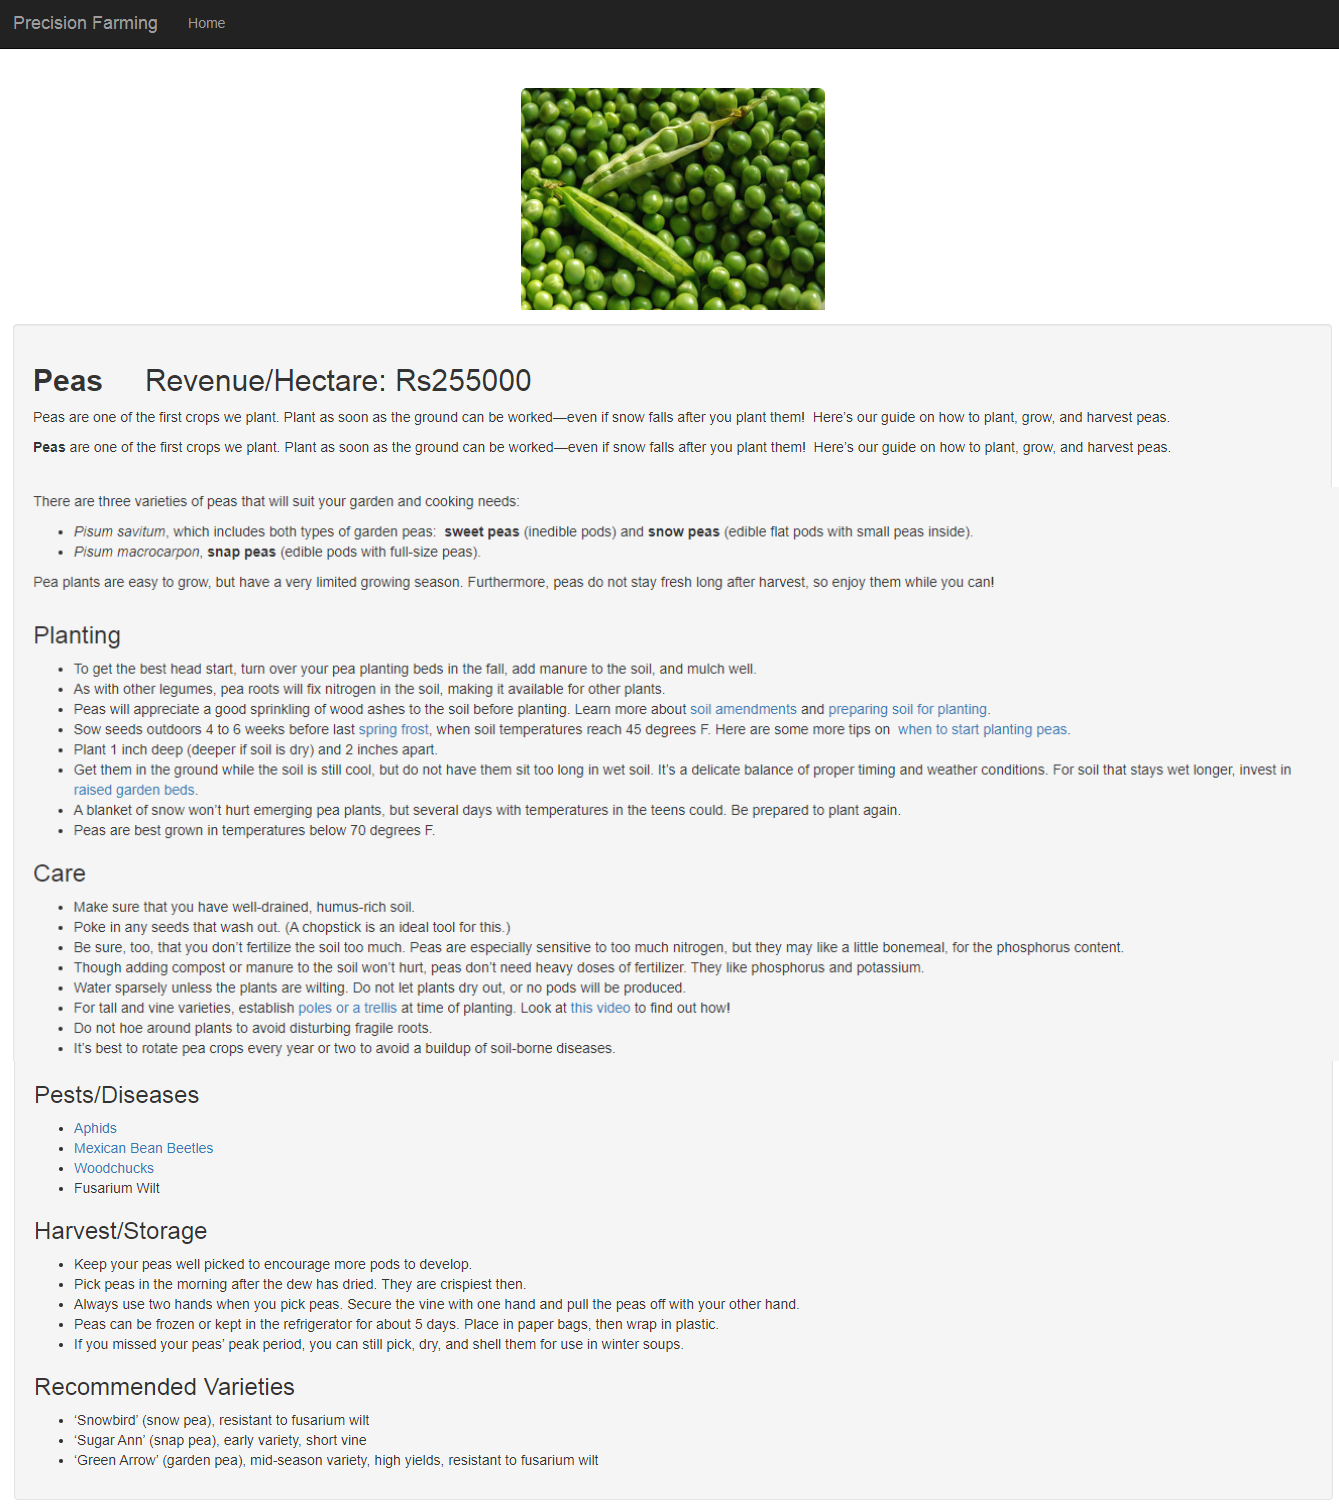 Precision Farming Home
Peas Revenue/Hectare: Rs255000
Peas are one of the first crops we plant. Plant as soon as the ground can be worked—even if snow falls after you plant them!  Here’s our guide on how to plant, grow, and harvest peas.
Peas are one of the first crops we plant. Plant as soon as the ground can be worked—even if snow falls after you plant them!  Here’s our guide on how to plant, grow, and harvest peas.
There are three varieties of peas that will suit your garden and cooking needs:
• Pisum savitum, which includes both types of garden peas:  sweet peas (inedible pods) and snow peas (edible flat pods with small peas inside).
• Pisum macrocarpon, snap peas (edible pods with full-size peas).
Pea plants are easy to grow, but have a very limited growing season. Furthermore, peas do not stay fresh long after harvest, so enjoy them while you can!
Planting
• To get the best head start, turn over your pea planting beds in the fall, add manure to the soil, and mulch well.
• As with other legumes, pea roots will fix nitrogen in the soil, making it available for other plants.
• Peas will appreciate a good sprinkling of wood ashes to the soil before planting. Learn more about soil amendments and preparing soil for planting.
• Sow seeds outdoors 4 to 6 weeks before last spring frost, when soil temperatures reach 45 degrees F. Here are some more tips on  when to start planting peas.
• Plant 1 inch deep (deeper if soil is dry) and 2 inches apart.
• Get them in the ground while the soil is still cool, but do not have them sit too long in wet soil. It’s a delicate balance of proper timing and weather conditions. For soil that stays wet longer, invest in
raised garden beds.
• A blanket of snow won’t hurt emerging pea plants, but several days with temperatures in the teens could. Be prepared to plant again.
• Peas are best grown in temperatures below 70 degrees F.
Care
• Make sure that you have well-drained, humus-rich soil.
• Poke in any seeds that wash out. (A chopstick is an ideal tool for this.)
• Be sure, too, that you don’t fertilize the soil too much. Peas are especially sensitive to too much nitrogen, but they may like a little bonemeal, for the phosphorus content.
• Though adding compost or manure to the soil won’t hurt, peas don’t need heavy doses of fertilizer. They like phosphorus and potassium.
• Water sparsely unless the plants are wilting. Do not let plants dry out, or no pods will be produced.
• For tall and vine varieties, establish poles or a trellis at time of planting. Look at this video to find out how!
• Do not hoe around plants to avoid disturbing fragile roots.
• It’s best to rotate pea crops every year or two to avoid a buildup of soil-borne diseases.
Pests/Diseases
• Aphids
• Mexican Bean Beetles
• Woodchucks
• Fusarium Wilt
Harvest/Storage
• Keep your peas well picked to encourage more pods to develop.
• Pick peas in the morning after the dew has dried. They are crispiest then.
• Always use two hands when you pick peas. Secure the vine with one hand and pull the peas off with your other hand.
• Peas can be frozen or kept in the refrigerator for about 5 days. Place in paper bags, then wrap in plastic.
• If you missed your peas’ peak period, you can still pick, dry, and shell them for use in winter soups.
Recommended Varieties
• ‘Snowbird’ (snow pea), resistant to fusarium wilt
• ‘Sugar Ann’ (snap pea), early variety, short vine
• ‘Green Arrow’ (garden pea), mid-season variety, high yields, resistant to fusarium wilt